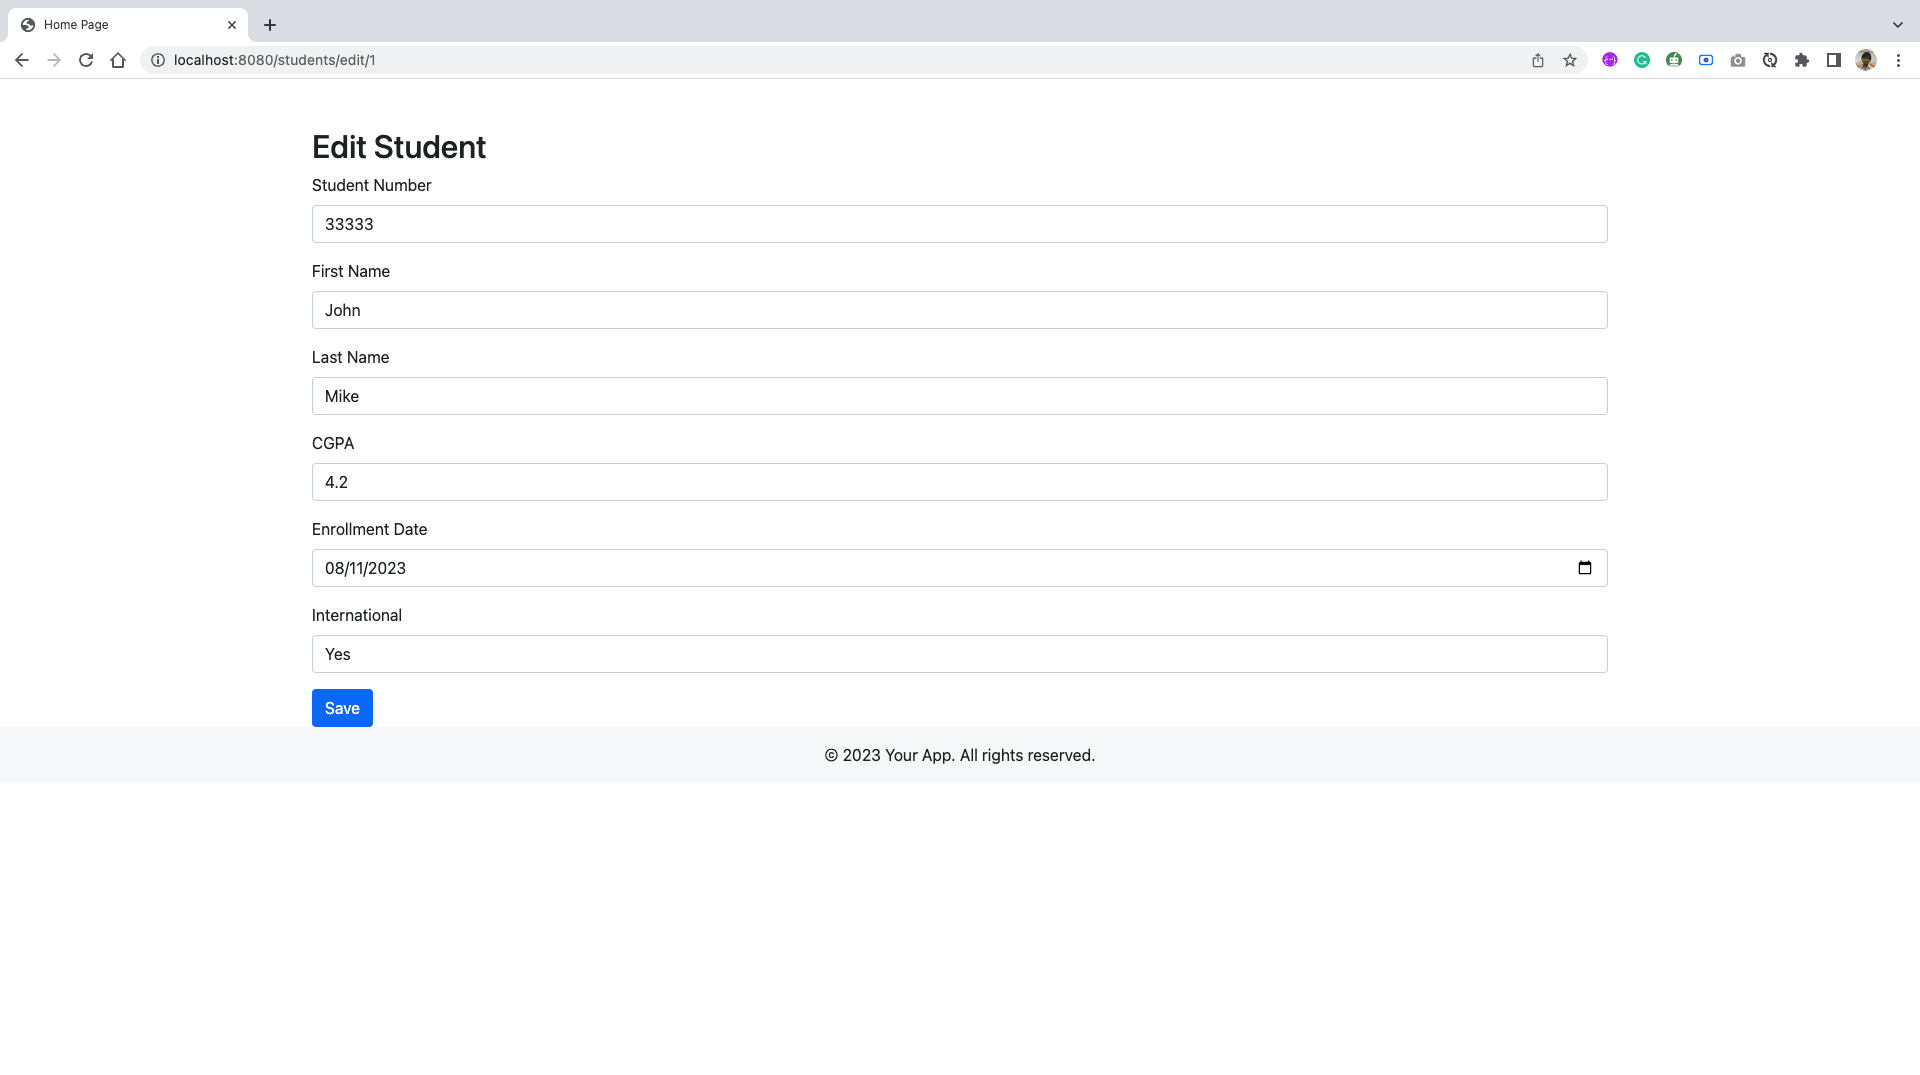 Home Page
localhost:8080/students/edit/1
Edit Student
Student Number
33333
First Name
John
Last Name
Mike
CGPA
4.2
Enrollment Date
08/11/2023
International
Yes
Save
© 2023 Your App. All rights reserved.